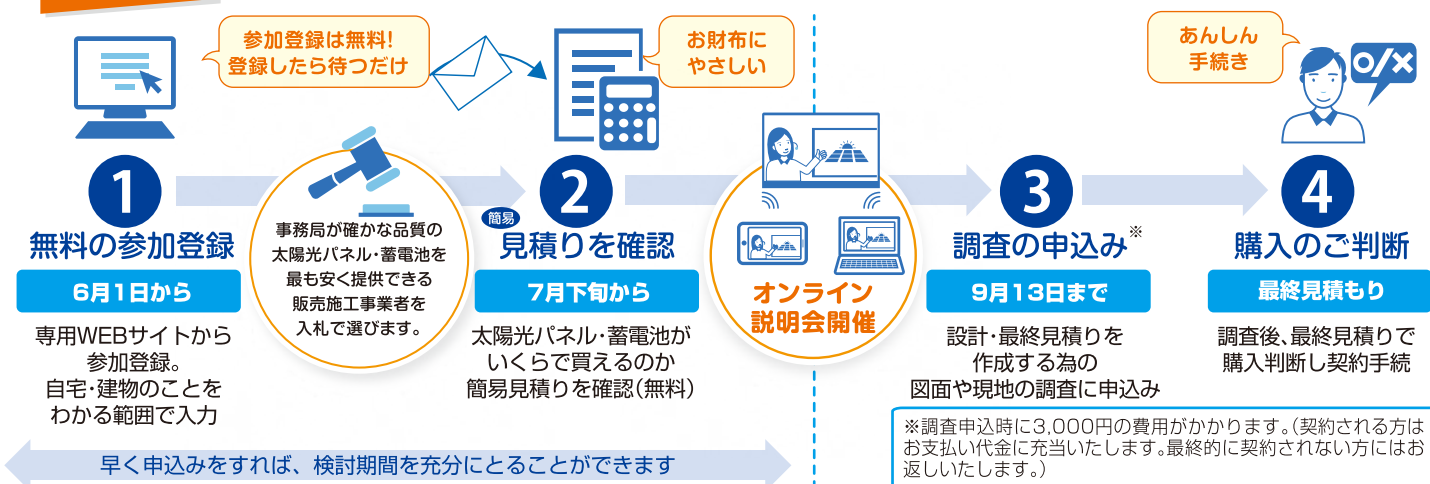 参加登録は無料!
登録したら待つだけ
お財布に
やさしい
あんしん
手続き
o/×
1
無料の参加登録
6月1日から
専用WEBサイトから
参加登録。
自宅・建物のことを
わかる範囲で入力
事務局が確かな品質の
太陽光パネル・蓄電池を
最も安く提供できる
販売施工事業者を
入札で選びます。
2
簡易
見積りを確認
7月下旬から
太陽光パネル・蓄電池が
いくらで買えるのか
簡易見積りを確認(無料)
オンライン
説明会開催
3
調査の申込み※
9月13日まで
設計・最終見積りを
作成する為の
図面や現地の調査に申込み
4
購入のご判断
最終見積もり
調査後、最終見積りで
購入判断し契約手続
※調査申込時に3,000円の費用がかかります。(契約される方は
お支払い代金に充当いたします。最終的に契約されない方にはお
返しいたします。)
早く申込みをすれば、検討期間を充分にとることができます